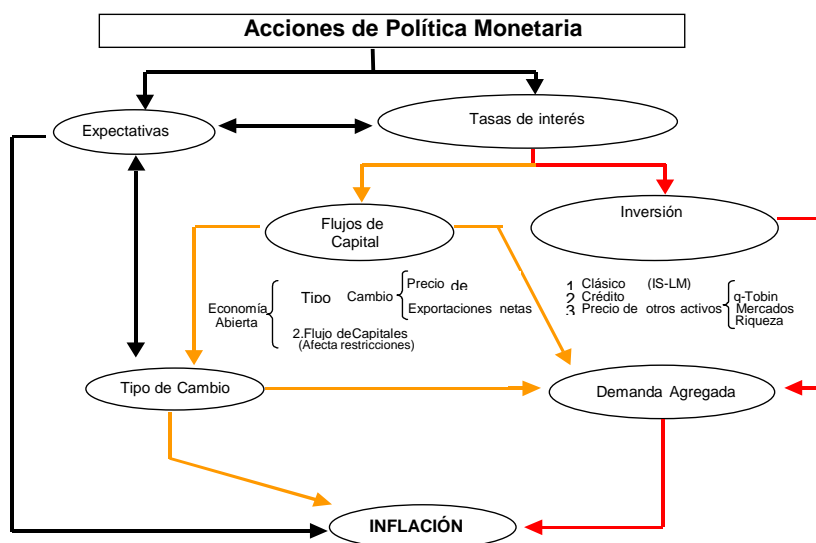 Acciones de Política Monetaria
Expectativas
Tasas de interés
Flujos de
Capital
Inversión
Economía
Abierta
Tipo Cambio
Precio de
Exportaciones netas
2.Flujo deCapitales
(Afecta restricciones)
1 Clásico (IS-LM)
2 Crédito
3 Precio de otros activos
q-Tobin
Mercados
Riqueza
Tipo de Cambio
Demanda Agregada
INFLACIÓN